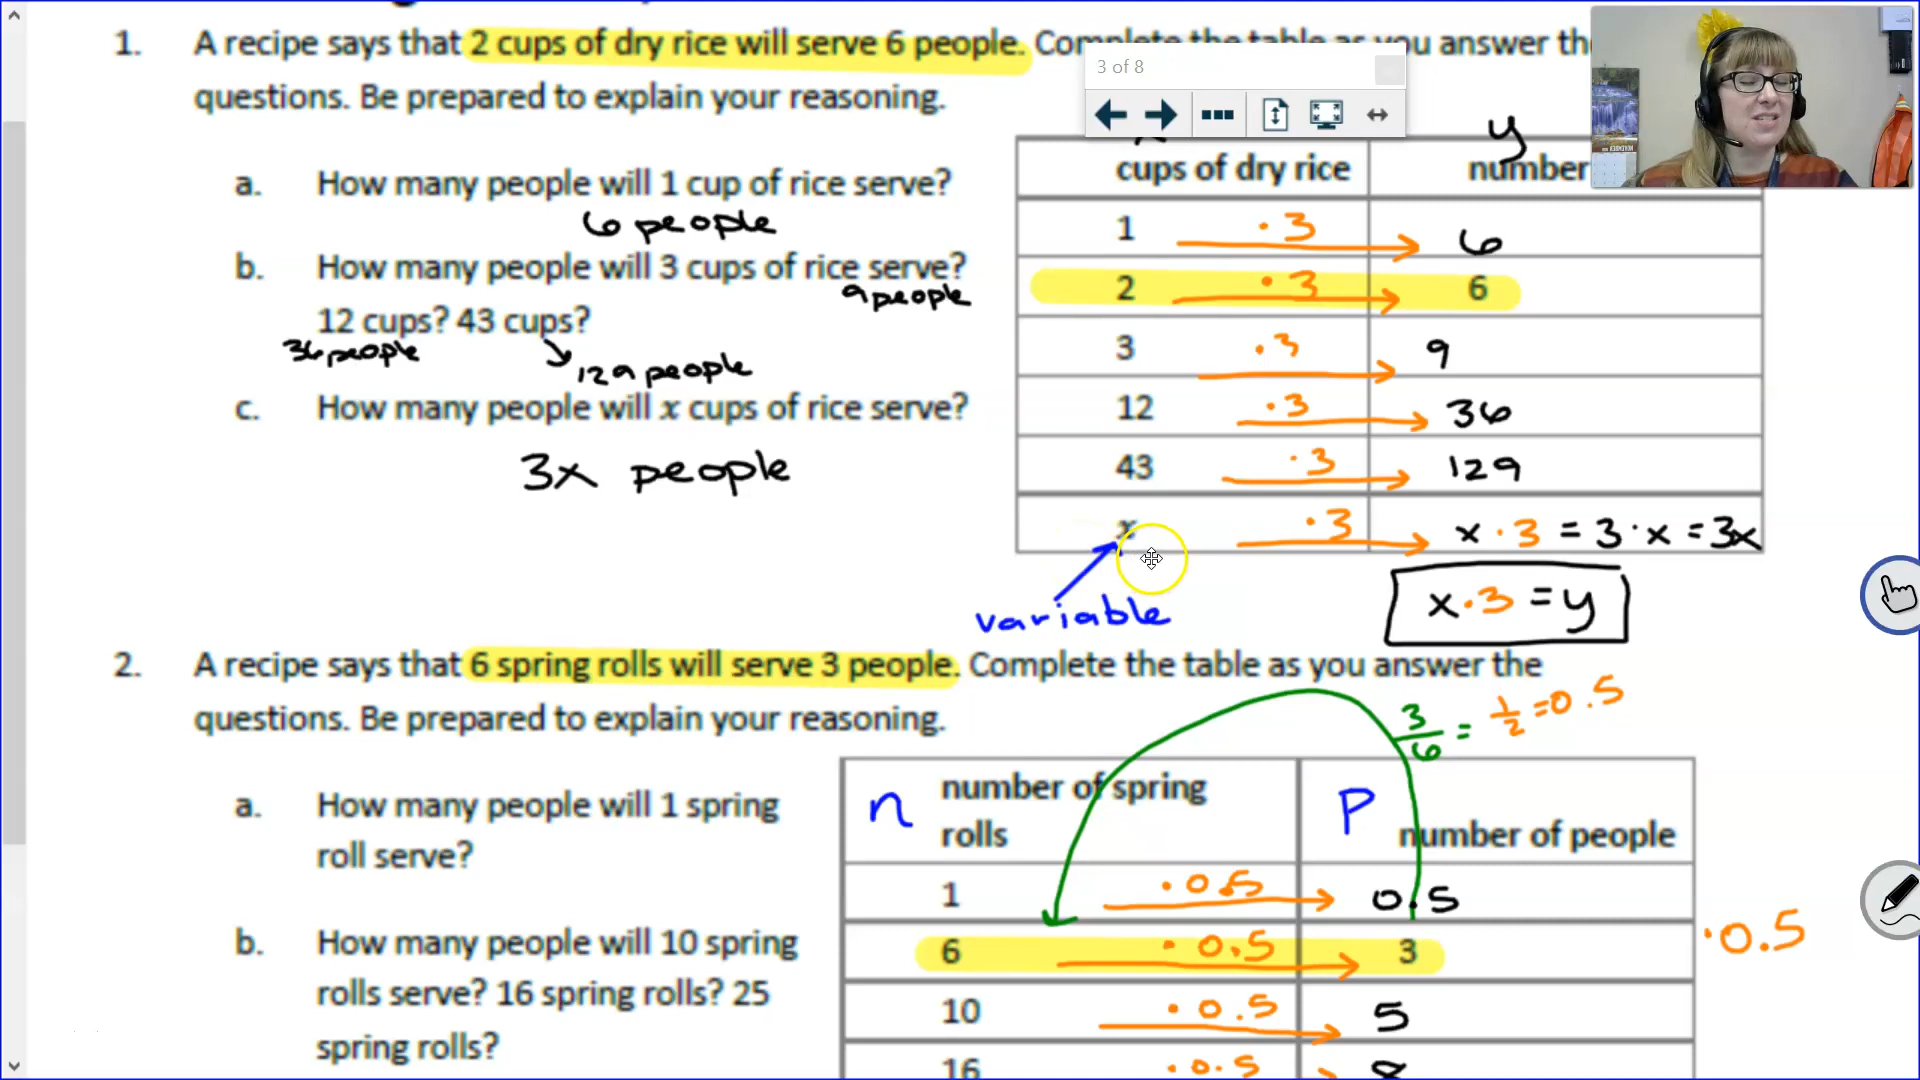 1. A recipe says that 2 cups of dry rice will serve 6 people. Complete the table as you answer the
questions. Be prepared to explain your reasoning.
3 of 8
a. How many people will 1 cup of rice serve?
6 people
b. How many people will 3 cups of rice serve?
9 people
12 cups? 43 cups?
36 people
129 people
c. How many people will x cups of rice serve?
3x people
y
cups of dry rice number
1 ·3 6
2 ·3 6
3 ·3 9
12 ·3 36
43 ·3 129
x ·3 x·3 = 3·x = 3x
variable
x·3 = y
2. A recipe says that 6 spring rolls will serve 3 people. Complete the table as you answer the
questions. Be prepared to explain your reasoning.
3/6 = 1/2 = 0.5
a. How many people will 1 spring
roll serve?
b. How many people will 10 spring
rolls serve? 16 spring rolls? 25
spring rolls?
n number of spring
rolls
P number of people
1 ·0.5 0.5
6 ·0.5 3
·0.5
10 ·0.5 5
16 ·0.5 8
NOVEMBER